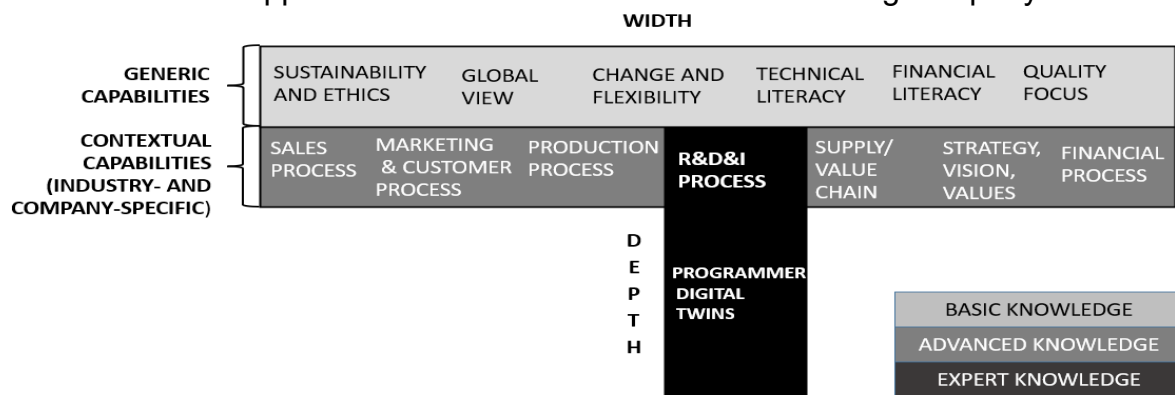 WIDTH
GENERIC
CAPABILITIES
SUSTAINABILITY
AND ETHICS
GLOBAL
VIEW
CHANGE AND
FLEXIBILITY
TECHNICAL
LITERACY
FINANCIAL
LITERACY
QUALITY
FOCUS
CONTEXTUAL
CAPABILITIES
(INDUSTRY- AND
COMPANY-SPECIFIC)
SALES
PROCESS
MARKETING
& CUSTOMER
PROCESS
PRODUCTION
PROCESS
R&D&I
PROCESS
SUPPLY/
VALUE
CHAIN
STRATEGY,
VISION,
VALUES
FINANCIAL
PROCESS
D
E
P
T
H
PROGRAMMER
DIGITAL
TWINS
BASIC KNOWLEDGE
ADVANCED KNOWLEDGE
EXPERT KNOWLEDGE